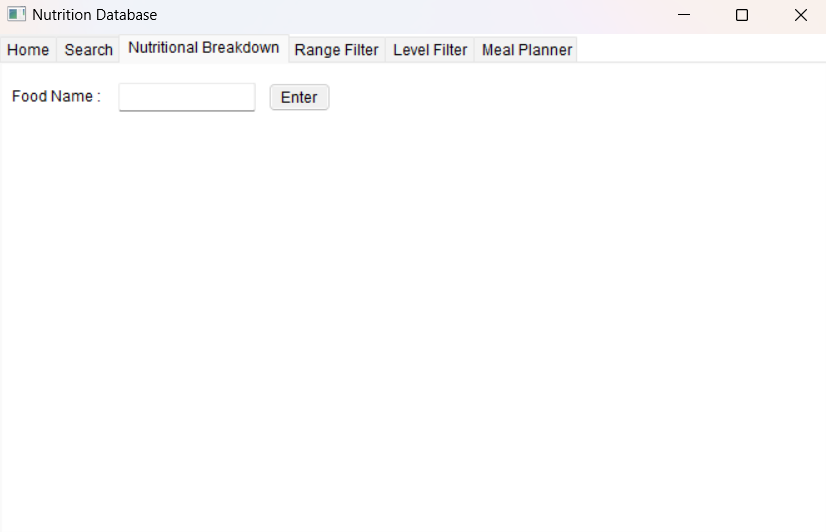 Nutrition Database
Home Search Nutritional Breakdown Range Filter Level Filter Meal Planner
Food Name : Enter